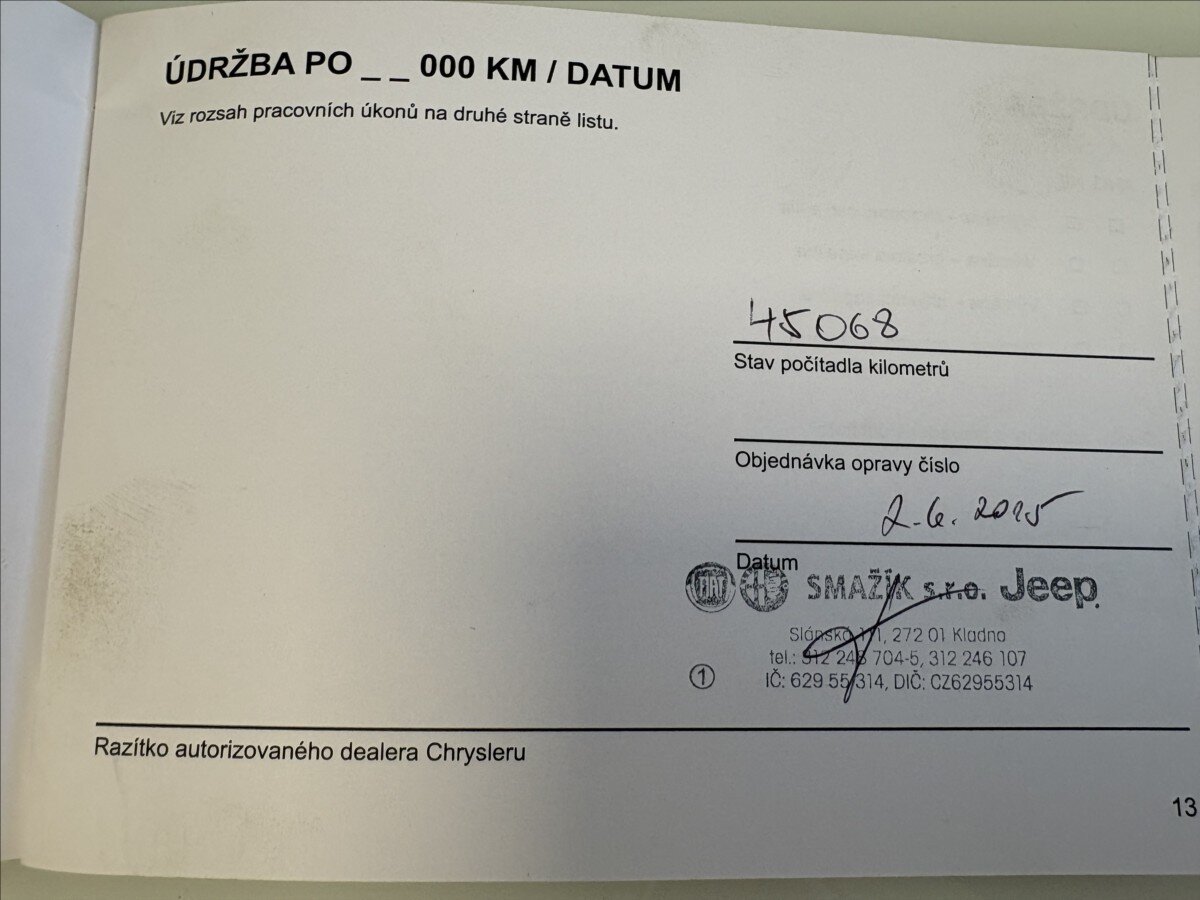 ÚDRŽBA PO _ _ 000 KM / DATUM
Viz rozsah pracovních úkonů na druhé straně listu.
45068
Stav počítadla kilometrů
Objednávka opravy číslo
2.6. 2015
Datum
FIAT SMAŽÍK s.r.o. Jeep
Slánská 272 01 Kladno
tel.: 312 248 704-5, 312 246 107
① IČ: 629 55 314, DIČ: CZ62955314
Razítko autorizovaného dealera Chrysleru
13